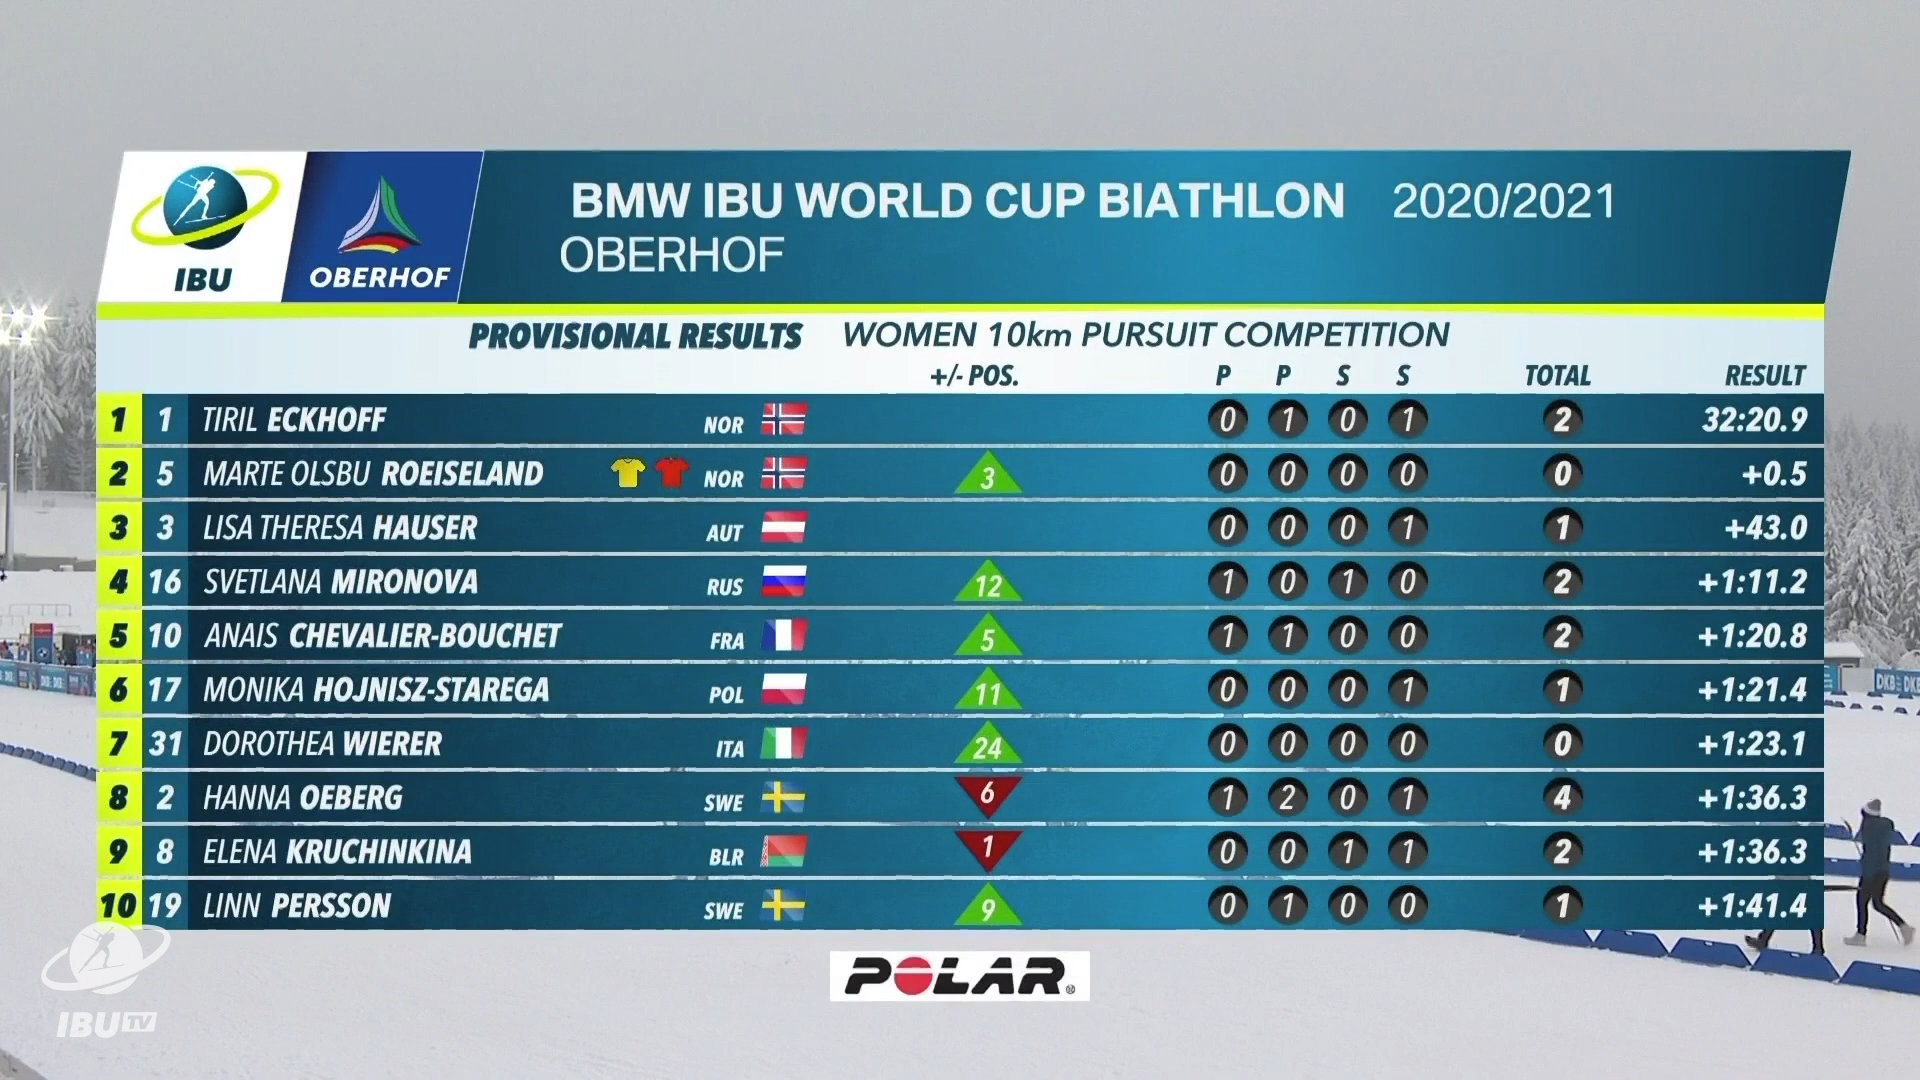 BMW IBU WORLD CUP BIATHLON 2020/2021
OBERHOF
IBU
OBERHOF
PROVISIONAL RESULTS WOMEN 10km PURSUIT COMPETITION
+/- POS. P P S S TOTAL RESULT
1 1 TIRIL ECKHOFF NOR 0 1 0 1 2 32:20.9
2 5 MARTE OLSBU ROEISELAND NOR 3 0 0 0 0 0 +0.5
3 3 LISA THERESA HAUSER AUT 0 0 0 1 1 +43.0
4 16 SVETLANA MIRONOVA RUS 12 1 0 1 0 2 +1:11.2
5 10 ANAIS CHEVALIER-BOUCHET FRA 5 1 1 0 0 2 +1:20.8
6 17 MONIKA HOJNISZ-STAREGA POL 11 0 0 0 1 1 +1:21.4
7 31 DOROTHEA WIERER ITA 24 0 0 0 0 0 +1:23.1
8 2 HANNA OEBERG SWE 6 1 2 0 1 4 +1:36.3
9 8 ELENA KRUCHINKINA BLR 1 0 0 1 1 2 +1:36.3
10 19 LINN PERSSON SWE 9 0 1 0 0 1 +1:41.4
POLAR
IBU TV
DKB